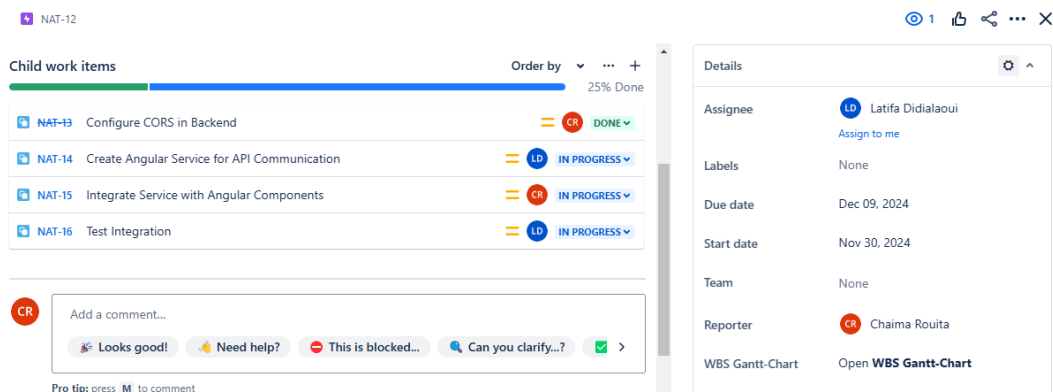 NAT-12
1
Child work items
Order by
25% Done
NAT-13 Configure CORS in Backend CR DONE
NAT-14 Create Angular Service for API Communication LD IN PROGRESS
NAT-15 Integrate Service with Angular Components CR IN PROGRESS
NAT-16 Test Integration LD IN PROGRESS
CR
Add a comment...
Looks good! Need help? This is blocked... Can you clarify...?
Pro tip: press M to comment
Details
Assignee LD Latifa Didialaoui
Assign to me
Labels None
Due date Dec 09, 2024
Start date Nov 30, 2024
Team None
Reporter CR Chaima Rouita
WBS Gantt-Chart Open WBS Gantt-Chart